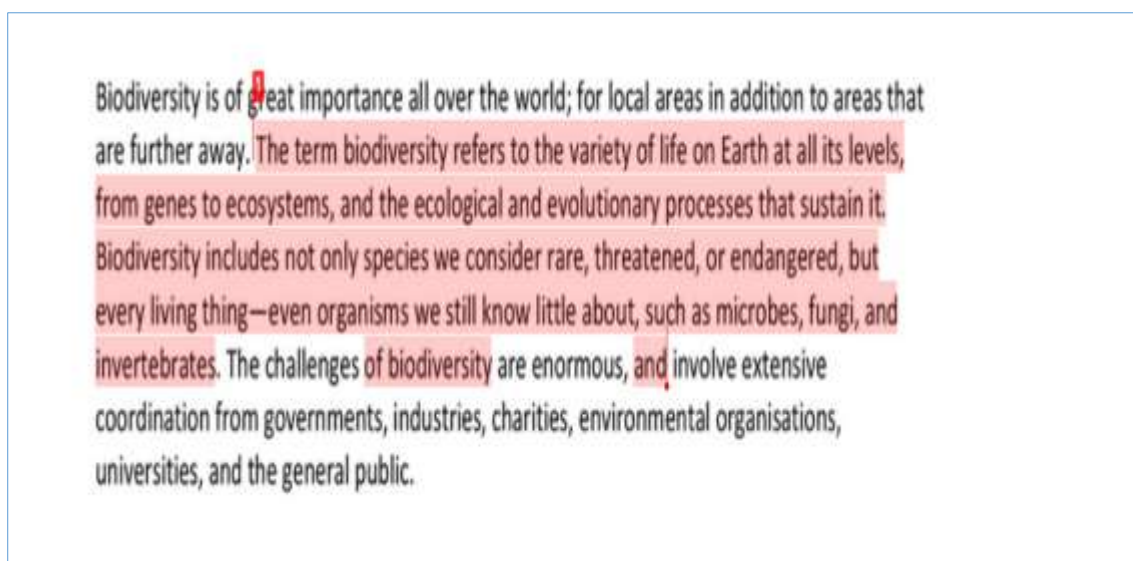 Biodiversity is of great importance all over the world; for local areas in addition to areas that
are further away. The term biodiversity refers to the variety of life on Earth at all its levels,
from genes to ecosystems, and the ecological and evolutionary processes that sustain it.
Biodiversity includes not only species we consider rare, threatened, or endangered, but
every living thing—even organisms we still know little about, such as microbes, fungi, and
invertebrates. The challenges of biodiversity are enormous, and involve extensive
coordination from governments, industries, charities, environmental organisations,
universities, and the general public.